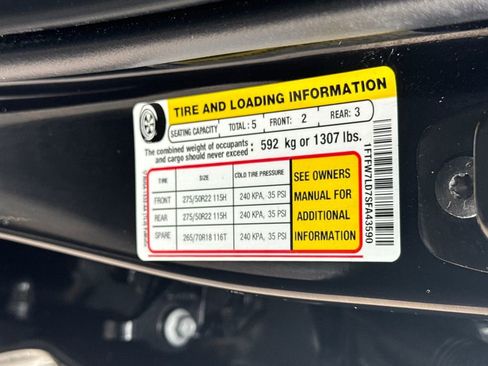 TIRE AND LOADING INFORMATION
SEATING CAPACITY TOTAL: 5 FRONT: 2 REAR: 3
The combined weight of occupants
and cargo should never exceed: 592 kg or 1307 lbs.
TIRE SIZE COLD TIRE PRESSURE
FRONT 275/50R22 115H 240 KPA, 35 PSI
REAR 275/50R22 115H 240 KPA, 35 PSI
SPARE 265/70R18 116T 240 KPA, 35 PSI
SEE OWNERS
MANUAL FOR
ADDITIONAL
INFORMATION
1FTFW7LD7SFA43590